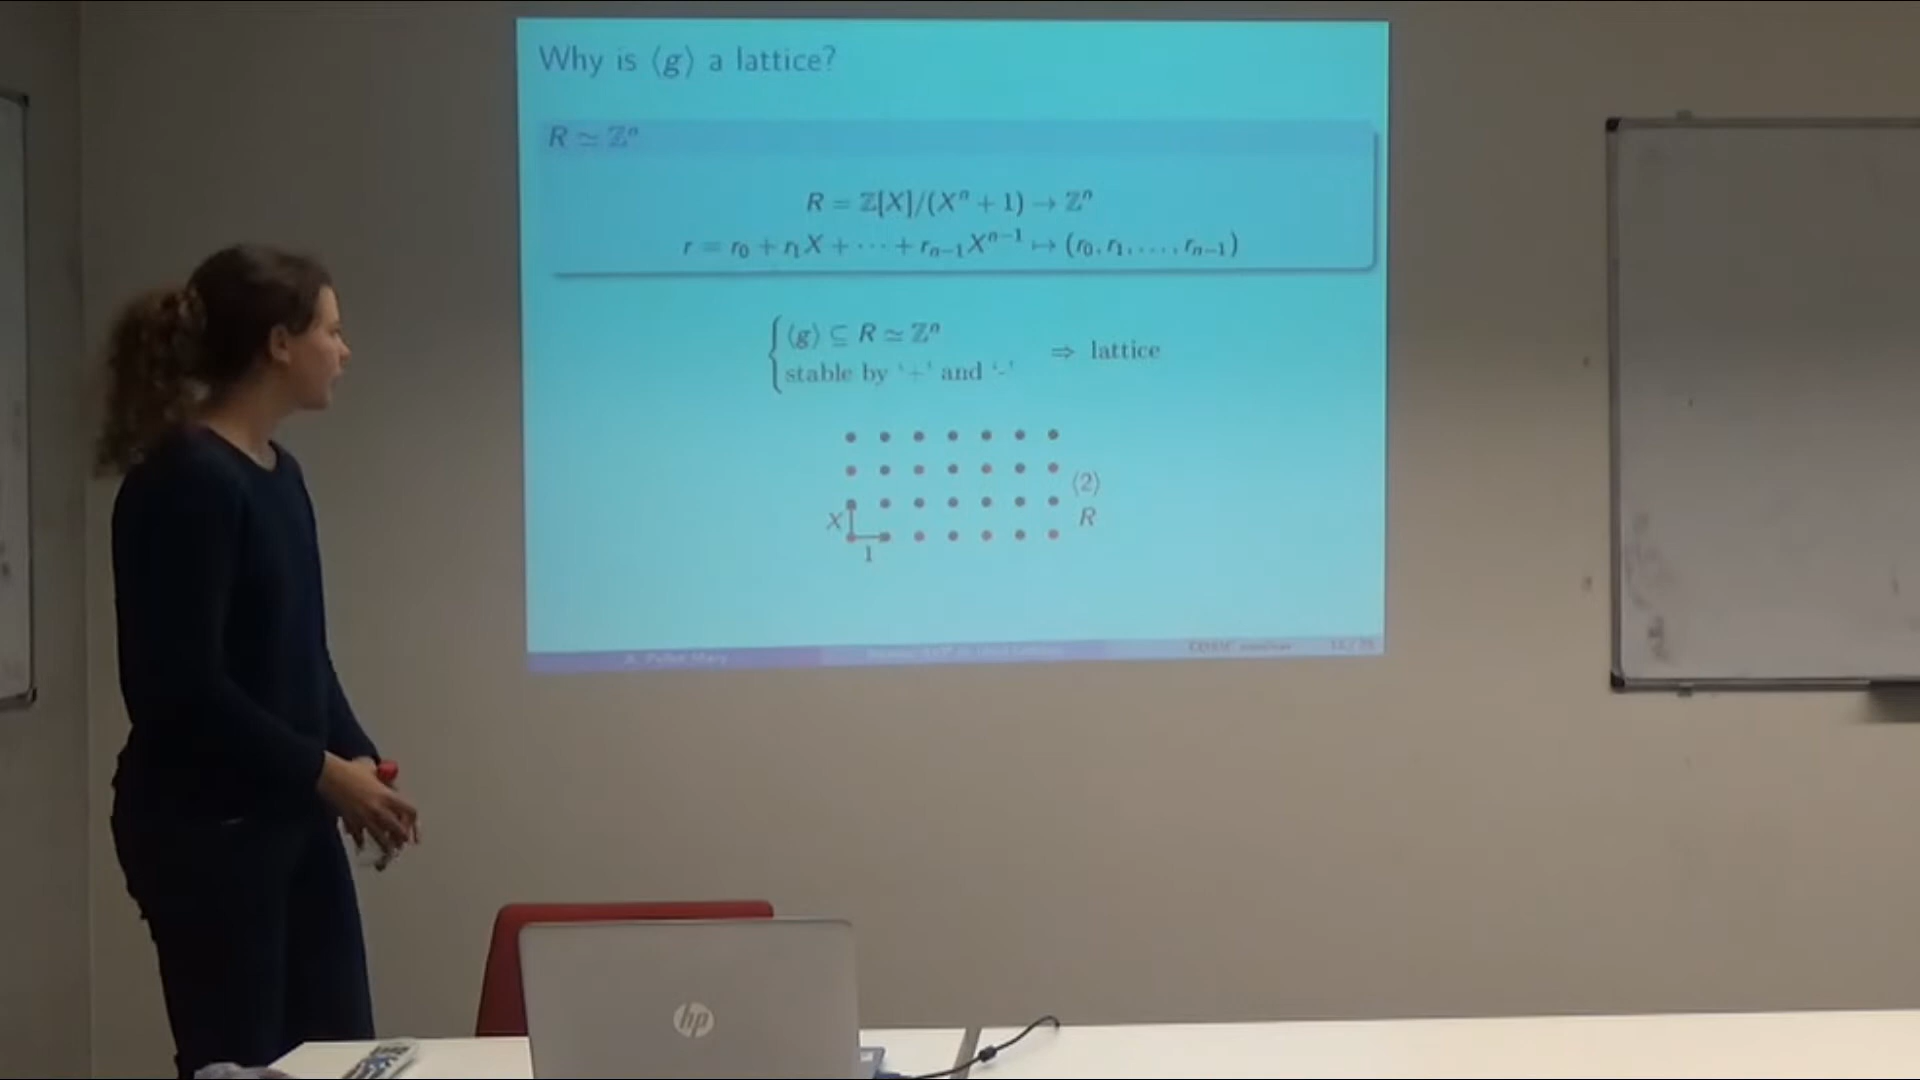 Why is ⟨g⟩ a lattice?
R ≃ ℤⁿ
R = ℤ[X]/(Xⁿ + 1) → ℤⁿ
r = r₀ + r₁X + ⋯ + rₙ₋₁Xⁿ⁻¹ ↦ (r₀, r₁, …, rₙ₋₁)
⟨g⟩ ⊆ R ≃ ℤⁿ
stable by ‘+’ and ‘-’ ⇒ lattice
⟨2⟩
X R
1
hp